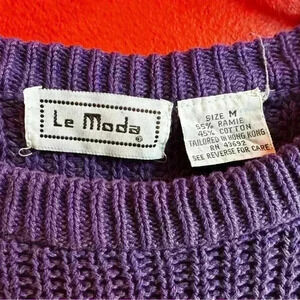 Le Moda
SIZE M
55% RAMIE
45% COTTON
TAILORED IN HONG KONG
RN 43692
SEE REVERSE FOR CARE